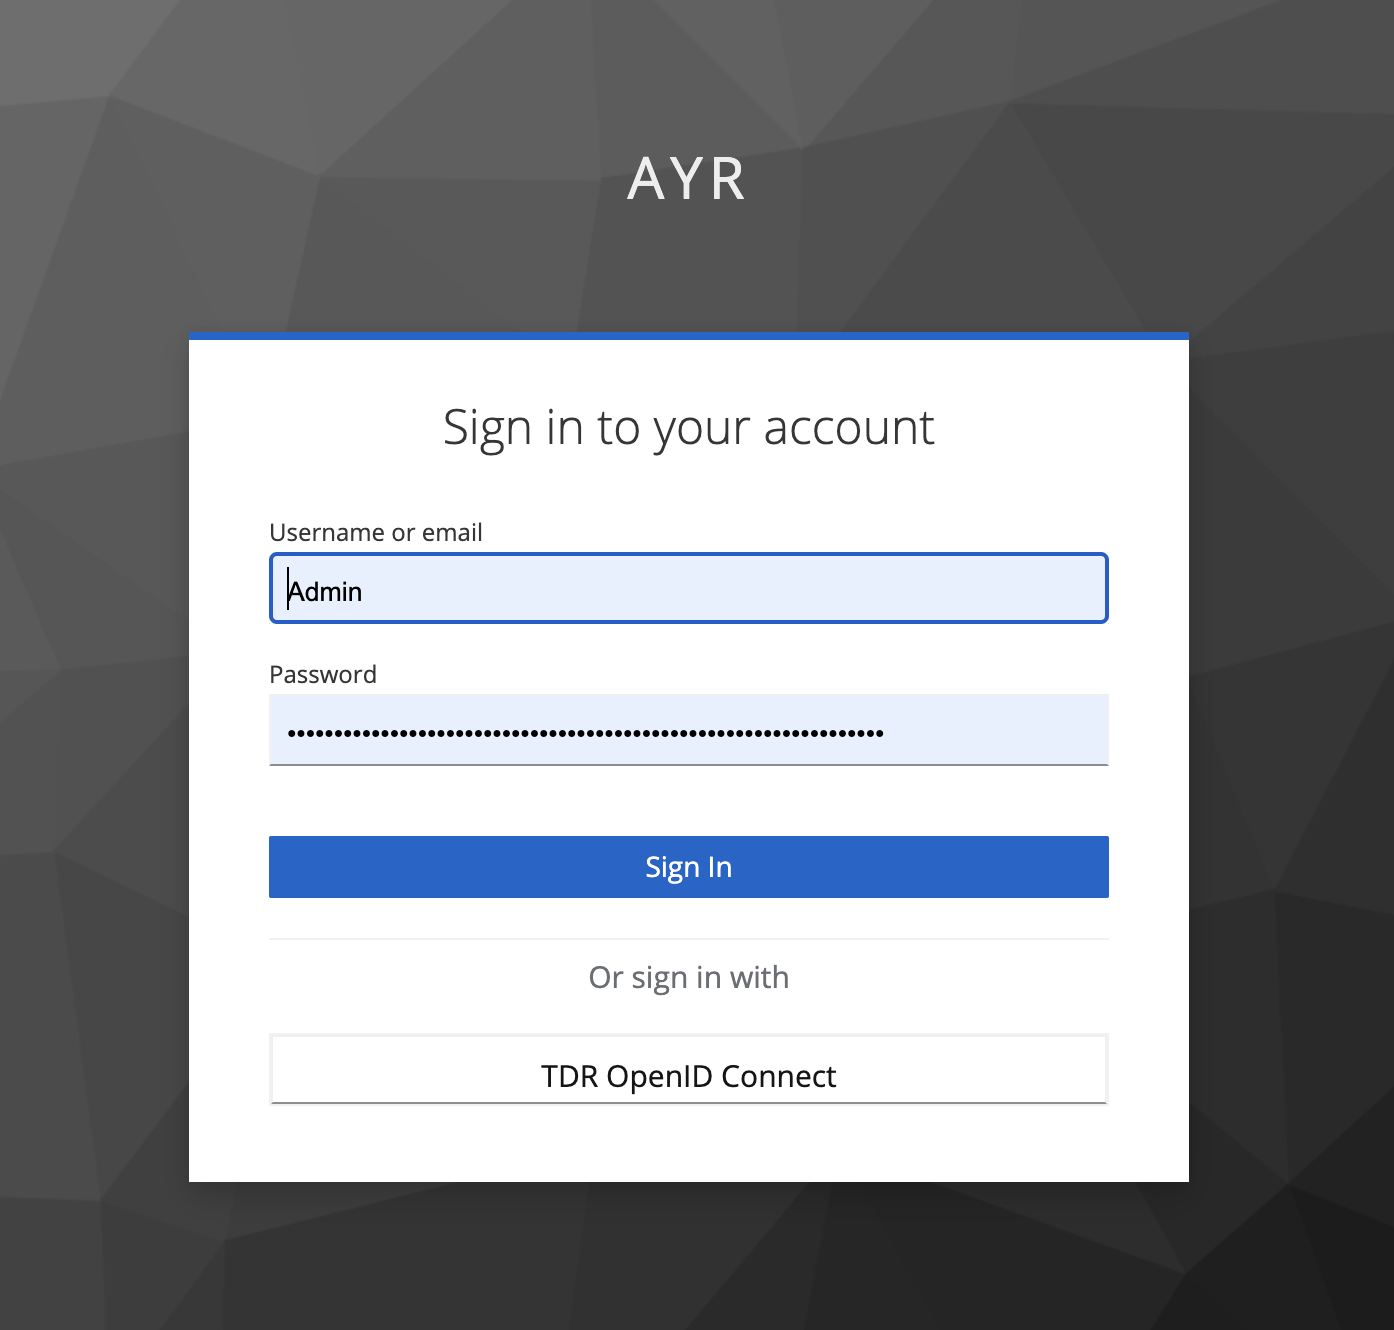 AYR
Sign in to your account
Username or email
Admin
Password
••••••••••••••••••••••••••••••••••••••••••••••••••••••••••••••••
Sign In
Or sign in with
TDR OpenID Connect